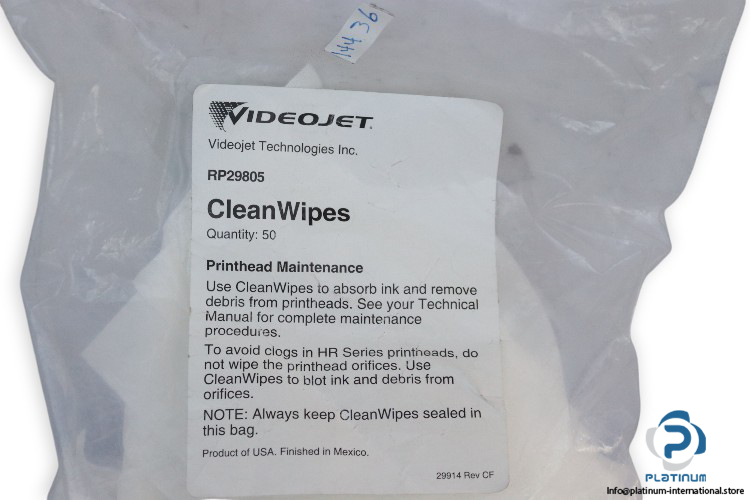 14436
VIDEOJET.
Videojet Technologies Inc.
RP29805
CleanWipes
Quantity: 50
Printhead Maintenance
Use CleanWipes to absorb ink and remove
debris from printheads. See your Technical
Manual for complete maintenance
procedures.
To avoid clogs in HR Series printheads, do
not wipe the printhead orifices. Use
CleanWipes to blot ink and debris from
orifices.
NOTE: Always keep CleanWipes sealed in
this bag.
Product of USA. Finished in Mexico.
29914 Rev CF
PLATINUM
INTERNATIONAL
Info@platinum-international.store